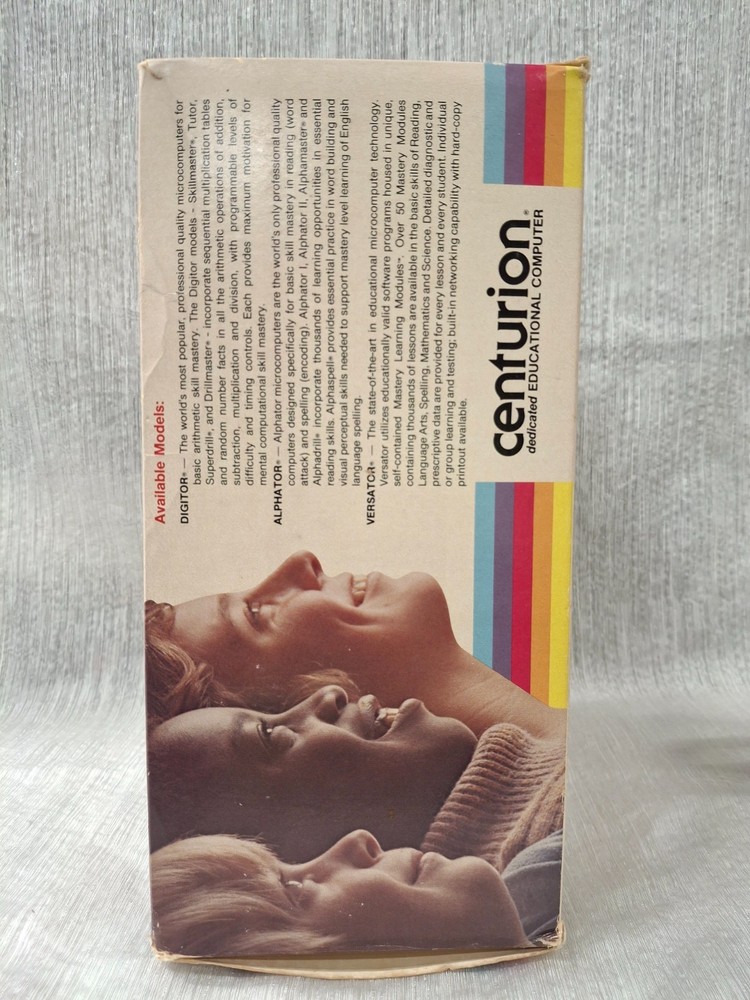 Available Models:
DIGITOR® — The world's most popular, professional quality microcomputers for
basic arithmetic skill mastery. The Digitor models - Skillmaster®, Tutor,
Superdrill®, and Drillmaster® - incorporate sequential multiplication tables
and random number facts in all the arithmetic operations of addition,
subtraction, multiplication and division, with programmable levels of
difficulty and timing controls. Each provides maximum motivation for
mental computational skill mastery.
ALPHATOR® — Alphator microcomputers are the world's only professional quality
computers designed specifically for basic skill mastery in reading (word
attack) and spelling (encoding). Alphator I, Alphator II, Alphamaster® and
Alphadrill® incorporate thousands of learning opportunities in essential
reading skills. Alphaspell® provides essential practice in word building and
visual perceptual skills needed to support mastery level learning of English
language spelling.
VERSATOR® — The state-of-the-art in educational microcomputer technology.
Versator utilizes educationally valid software programs housed in unique,
self-contained Mastery Learning Modules™. Over 50 Mastery Modules
containing thousands of lessons are available in the basic skills of Reading,
Language Arts, Spelling, Mathematics and Science. Detailed diagnostic and
prescriptive data are provided for every lesson and every student. Individual
or group learning and testing; built-in networking capability with hard-copy
printout available.
centurion®
dedicated EDUCATIONAL COMPUTER